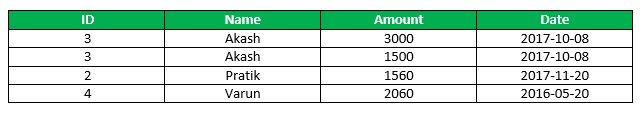 ID Name Amount Date
3 Akash 3000 2017-10-08
3 Akash 1500 2017-10-08
2 Pratik 1560 2017-11-20
4 Varun 2060 2016-05-20